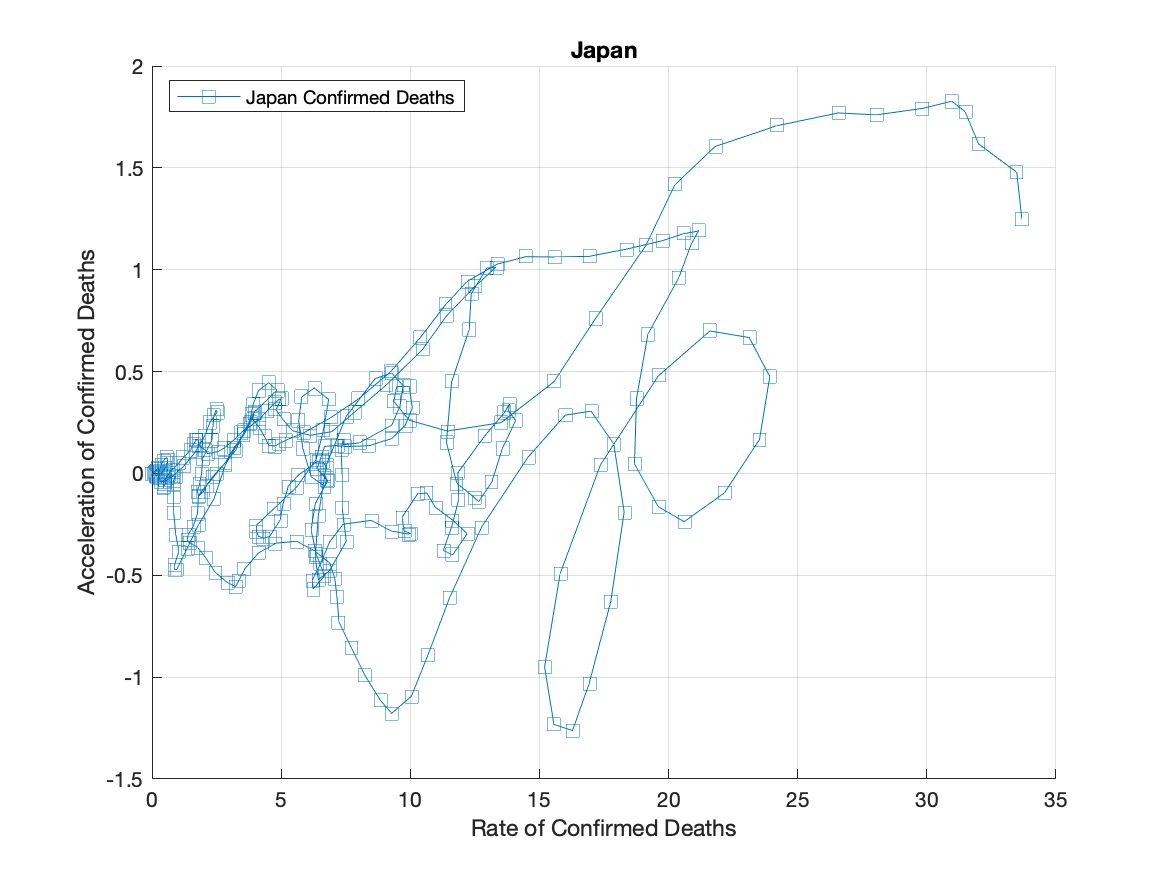 Japan
Japan Confirmed Deaths
2
1.5
1
0.5
0
-0.5
-1
-1.5
Acceleration of Confirmed Deaths
0 5 10 15 20 25 30 35
Rate of Confirmed Deaths